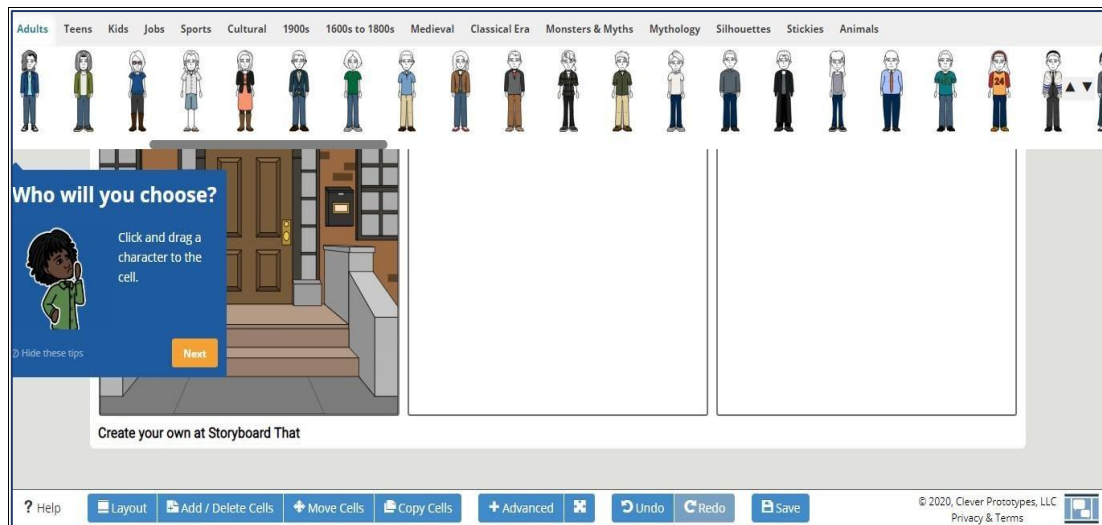 Adults Teens Kids Jobs Sports Cultural 1900s 1600s to 1800s Medieval Classical Era Monsters & Myths Mythology Silhouettes Stickies Animals
24
Who will you choose?
Click and drag a
character to the
cell.
Hide these tips
Next
Create your own at Storyboard That
? Help
Layout
Add / Delete Cells
Move Cells
Copy Cells
Advanced
Undo
Redo
Save
© 2020, Clever Prototypes, LLC
Privacy & Terms